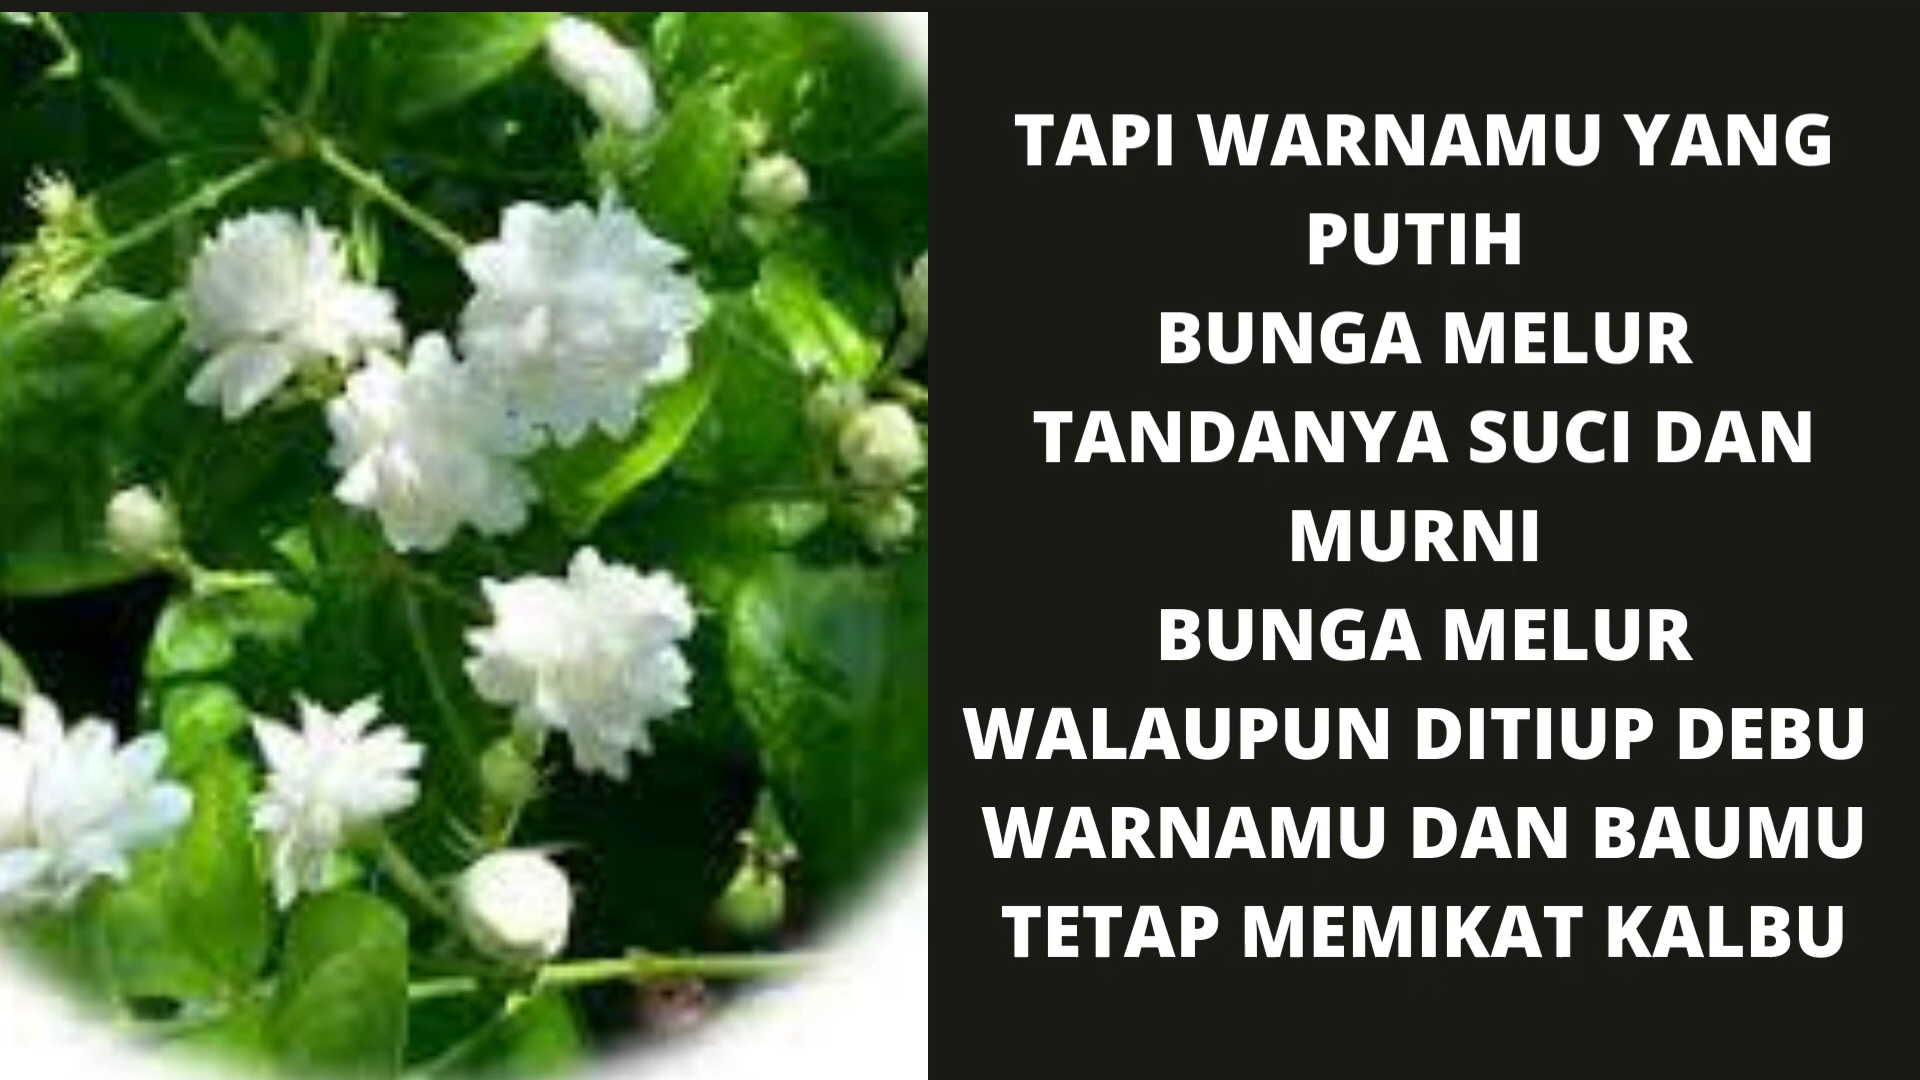 TAPI WARNAMU YANG
PUTIH
BUNGA MELUR
TANDANYA SUCI DAN
MURNI
BUNGA MELUR
WALAUPUN DITIUP DEBU
WARNAMU DAN BAUMU
TETAP MEMIKAT KALBU